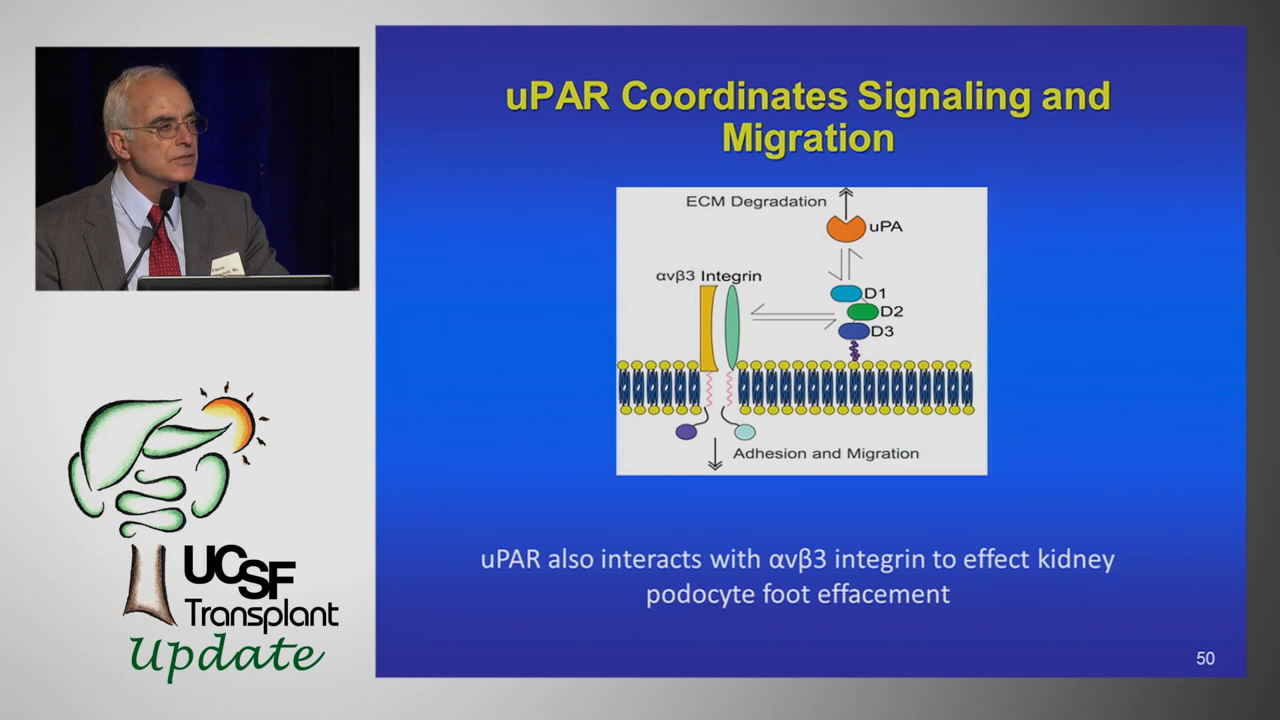 uPAR Coordinates Signaling and
Migration
ECM Degradation
uPA
αvβ3 Integrin
D1
D2
D3
Adhesion and Migration
uPAR also interacts with αvβ3 integrin to effect kidney
podocyte foot effacement
50
UCSF
Transplant
Update